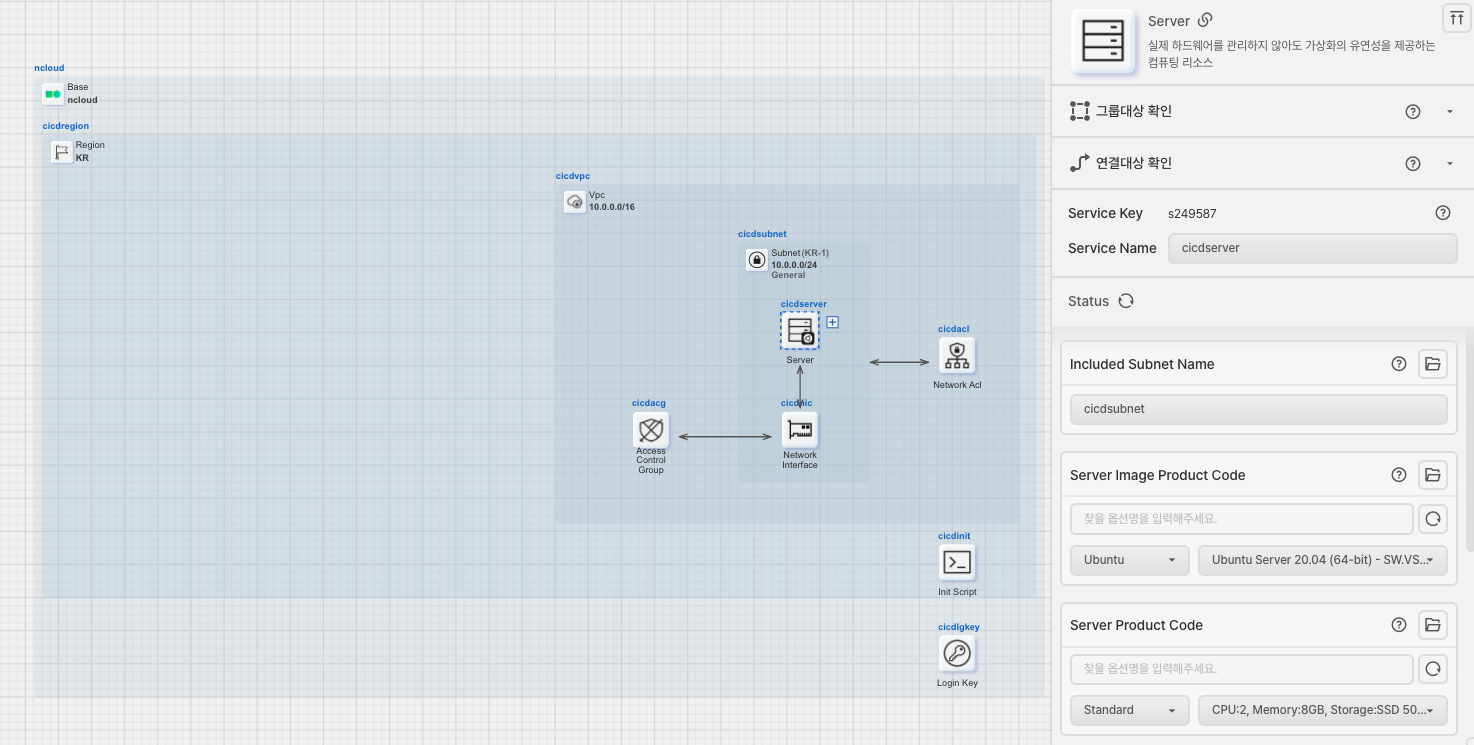 ncloud
Base
ncloud
cicdregion
Region
KR
cicdvpc
Vpc
10.0.0.0/16
cicdsubnet
Subnet (KR-1)
10.0.0.0/24
General
cicdserver
Server
cicdacl
Network Acl
cicdacg
Access
Control
Group
cicdnic
Network
Interface
cicdinit
Init Script
cicdlgkey
Login Key
Server
실제 하드웨어를 관리하지 않아도 가상화의 유연성을 제공하는
컴퓨팅 리소스
그룹대상 확인
연결대상 확인
Service Key s249587
Service Name cicdserver
Status
Included Subnet Name
cicdsubnet
Server Image Product Code
찾을 옵션명을 입력해주세요.
Ubuntu Ubuntu Server 20.04 (64-bit) - SW.VS...
Server Product Code
찾을 옵션명을 입력해주세요.
Standard CPU:2, Memory:8GB, Storage:SSD 50...